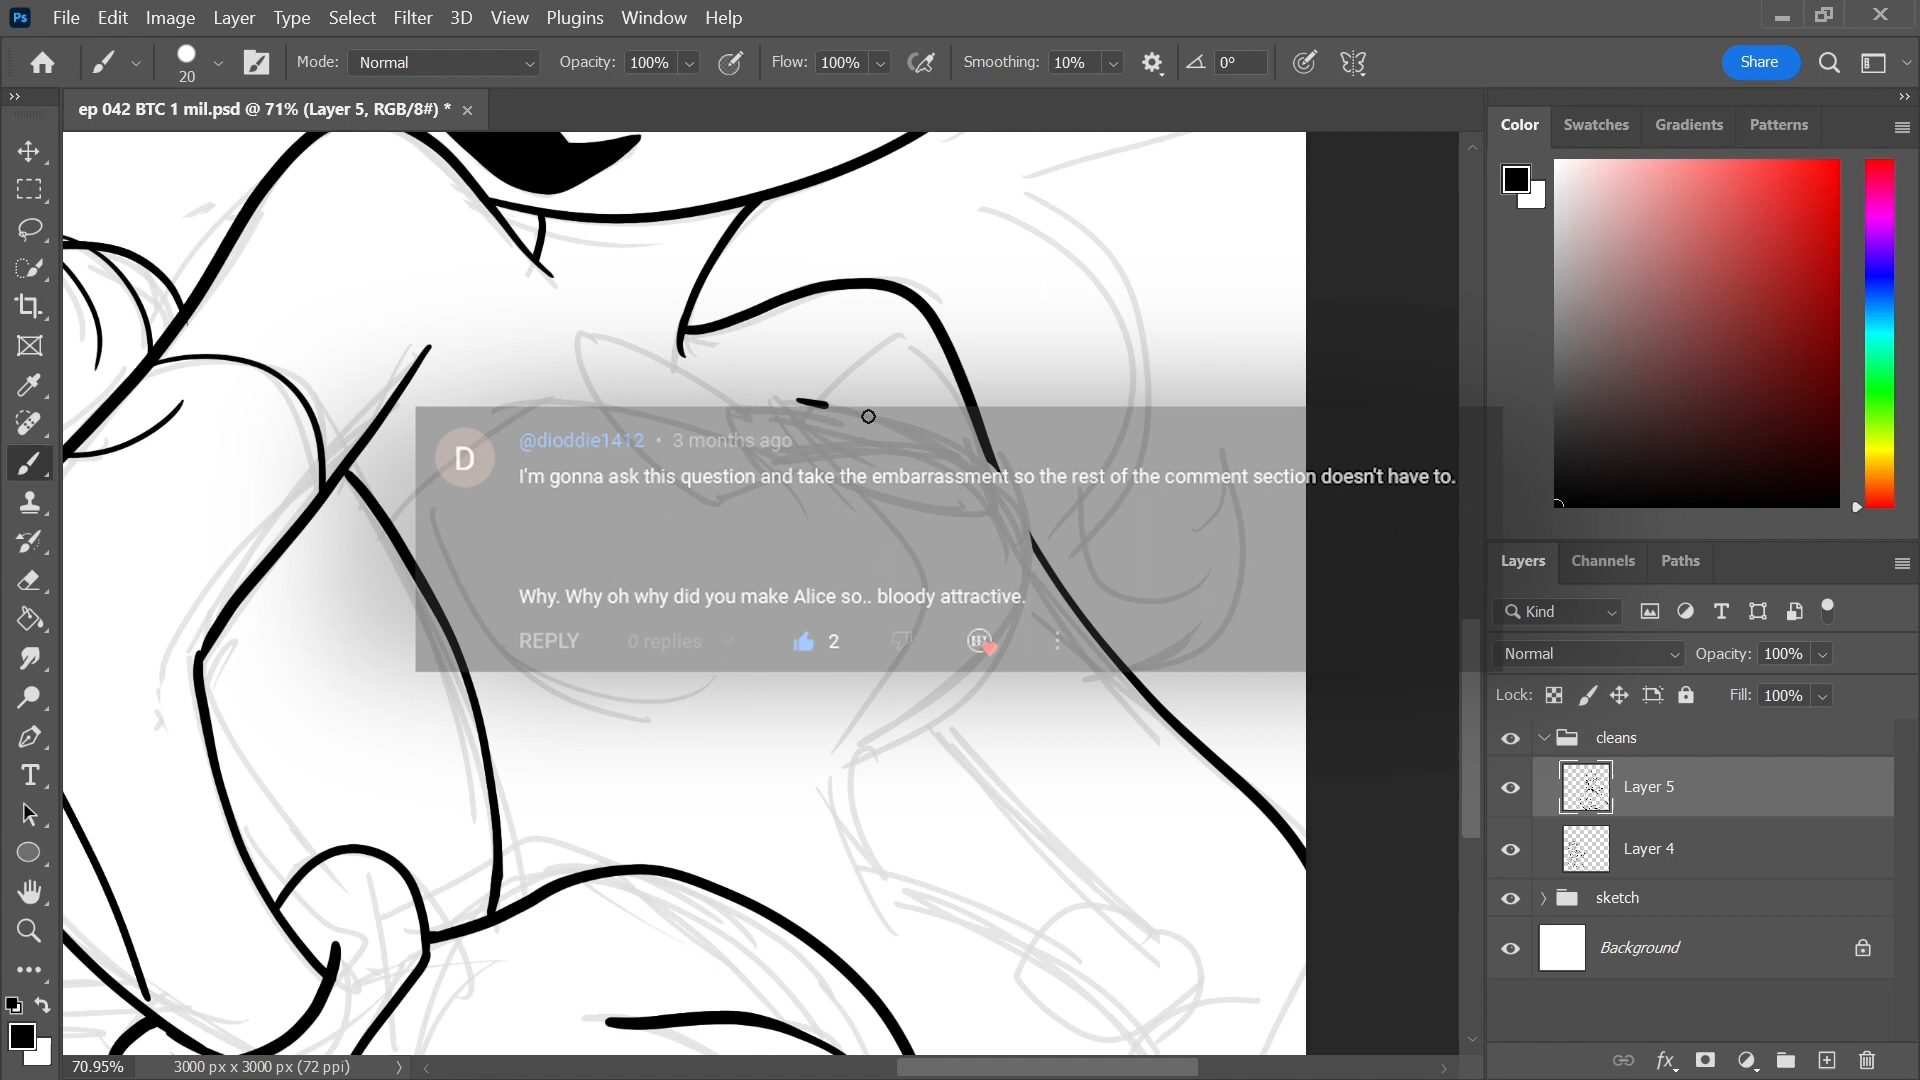 Ps File Edit Image Layer Type Select Filter 3D View Plugins Window Help
20 Mode: Normal Opacity: 100% Flow: 100% Smoothing: 10% 0° Share
ep 042 BTC 1 mil.psd @ 71% (Layer 5, RGB/8#) *
Color Swatches Gradients Patterns
D
@dioddie1412 • 3 months ago
I'm gonna ask this question and take the embarrassment so the rest of the comment section doesn't have to.
Why. Why oh why did you make Alice so.. bloody attractive.
REPLY 0 replies 2
Layers Channels Paths
Kind
Normal Opacity: 100%
Lock: Fill: 100%
cleans
Layer 5
Layer 4
sketch
Background
70.95% 3000 px x 3000 px (72 ppi)